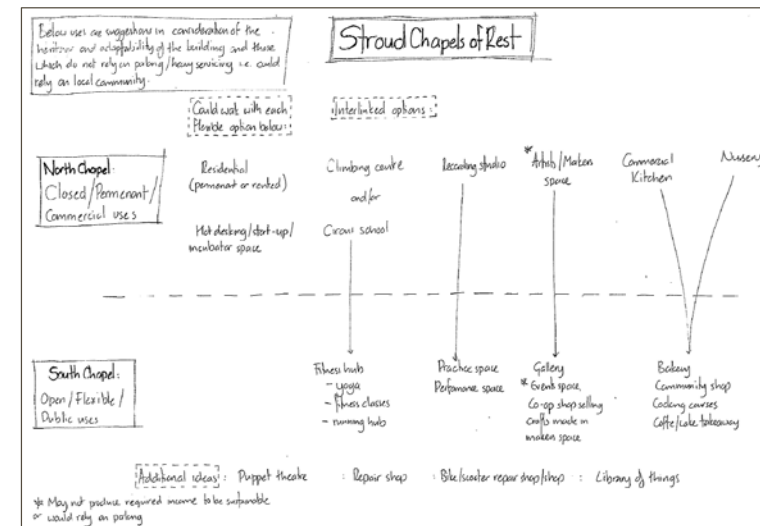 Below uses are suggestions in consideration of the
heritage and adaptability of the building and those
which do not rely on parking/heavy servicing i.e. could
rely on local community.
Stroud Chapels of Rest
Could work with each
flexible option below:
Interlinked options:
North Chapel:
Closed/Permenant/
Commercial uses
Residential
(permenant or rented)
Hot desking/start-up/
incubator space
Climbing centre
and/or
Circus school
Recording studio
* Artists/Makers
space
Commercial
Kitchen
Nursery
South Chapel:
Open/Flexible/
Public uses
Fitness hub
- yoga
- fitness classes
- running hub
Practice space
Performance space
Gallery
* Events space
Co-op shop selling
crafts made in
makers space
Bakery
Community shop
Cooking courses
Coffee/cake takeaway
Additional ideas: Puppet theatre : Repair shop : Bike/scooter repair shop/shop : Library of things
* May not produce required income to be sustainable
or would rely on parking